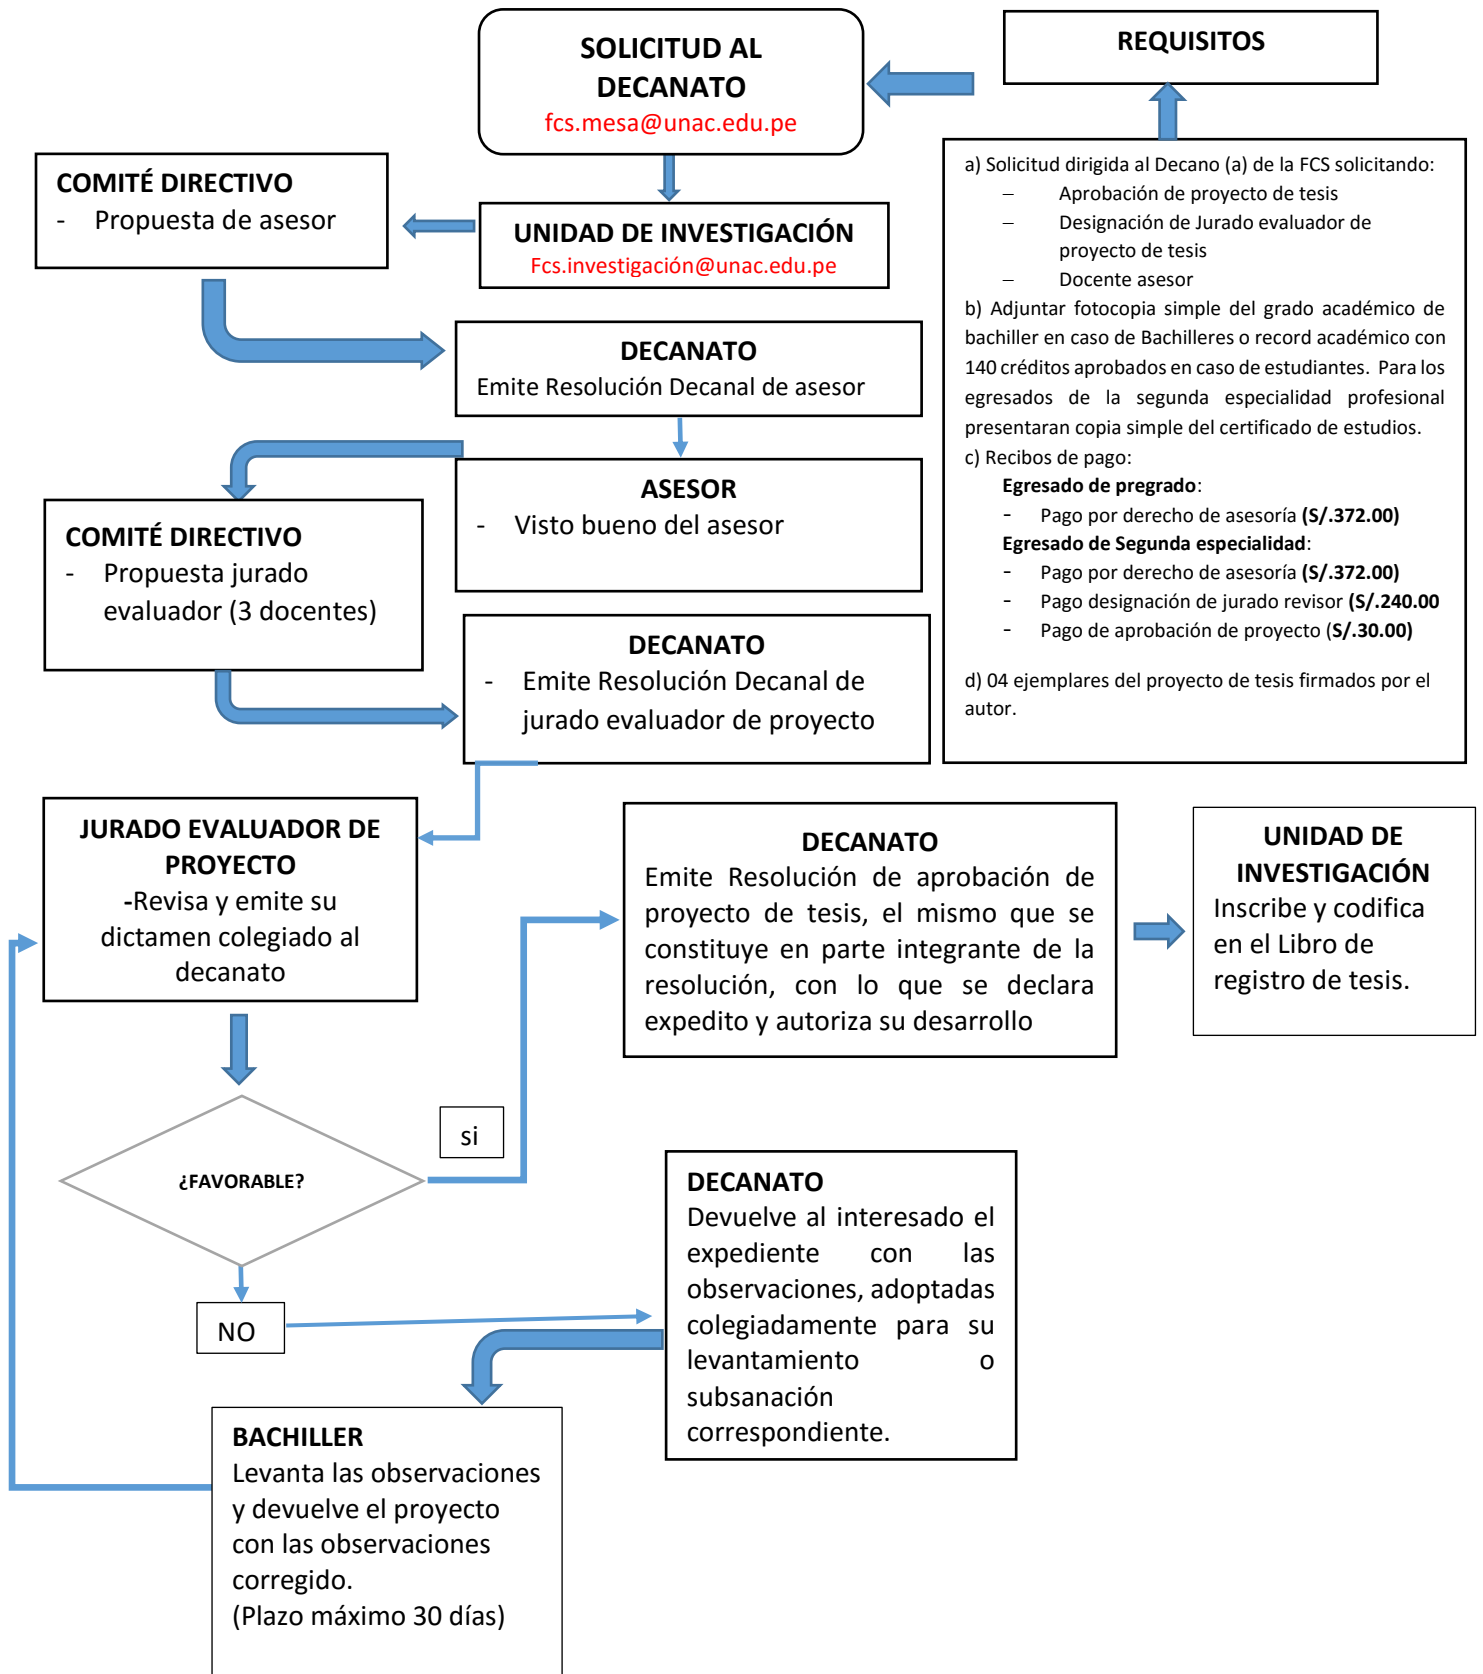 SOLICITUD AL
DECANATO
fcs.mesa@unac.edu.pe
REQUISITOS
a) Solicitud dirigida al Decano (a) de la FCS solicitando:
– Aprobación de proyecto de tesis
– Designación de Jurado evaluador de
proyecto de tesis
– Docente asesor
b) Adjuntar fotocopia simple del grado académico de
bachiller en caso de Bachilleres o record académico con
140 créditos aprobados en caso de estudiantes. Para los
egresados de la segunda especialidad profesional
presentaran copia simple del certificado de estudios.
c) Recibos de pago:
Egresado de pregrado:
- Pago por derecho de asesoría (S/.372.00)
Egresado de Segunda especialidad:
- Pago por derecho de asesoría (S/.372.00)
- Pago designación de jurado revisor (S/.240.00
- Pago de aprobación de proyecto (S/.30.00)
d) 04 ejemplares del proyecto de tesis firmados por el
autor.
UNIDAD DE INVESTIGACIÓN
Fcs.investigación@unac.edu.pe
COMITÉ DIRECTIVO
- Propuesta de asesor
DECANATO
Emite Resolución Decanal de asesor
ASESOR
- Visto bueno del asesor
COMITÉ DIRECTIVO
- Propuesta jurado
evaluador (3 docentes)
DECANATO
- Emite Resolución Decanal de
jurado evaluador de proyecto
JURADO EVALUADOR DE
PROYECTO
-Revisa y emite su
dictamen colegiado al
decanato
¿FAVORABLE?
si
DECANATO
Emite Resolución de aprobación de
proyecto de tesis, el mismo que se
constituye en parte integrante de la
resolución, con lo que se declara
expedito y autoriza su desarrollo
UNIDAD DE
INVESTIGACIÓN
Inscribe y codifica
en el Libro de
registro de tesis.
NO
DECANATO
Devuelve al interesado el
expediente con las
observaciones, adoptadas
colegiadamente para su
levantamiento o
subsanación
correspondiente.
BACHILLER
Levanta las observaciones
y devuelve el proyecto
con las observaciones
corregido.
(Plazo máximo 30 días)